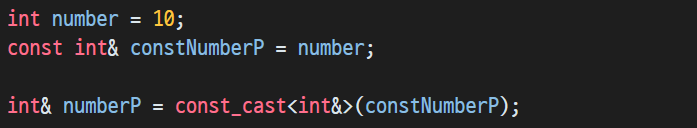 int number = 10;
const int& constNumberP = number;
int& numberP = const_cast<int&>(constNumberP);